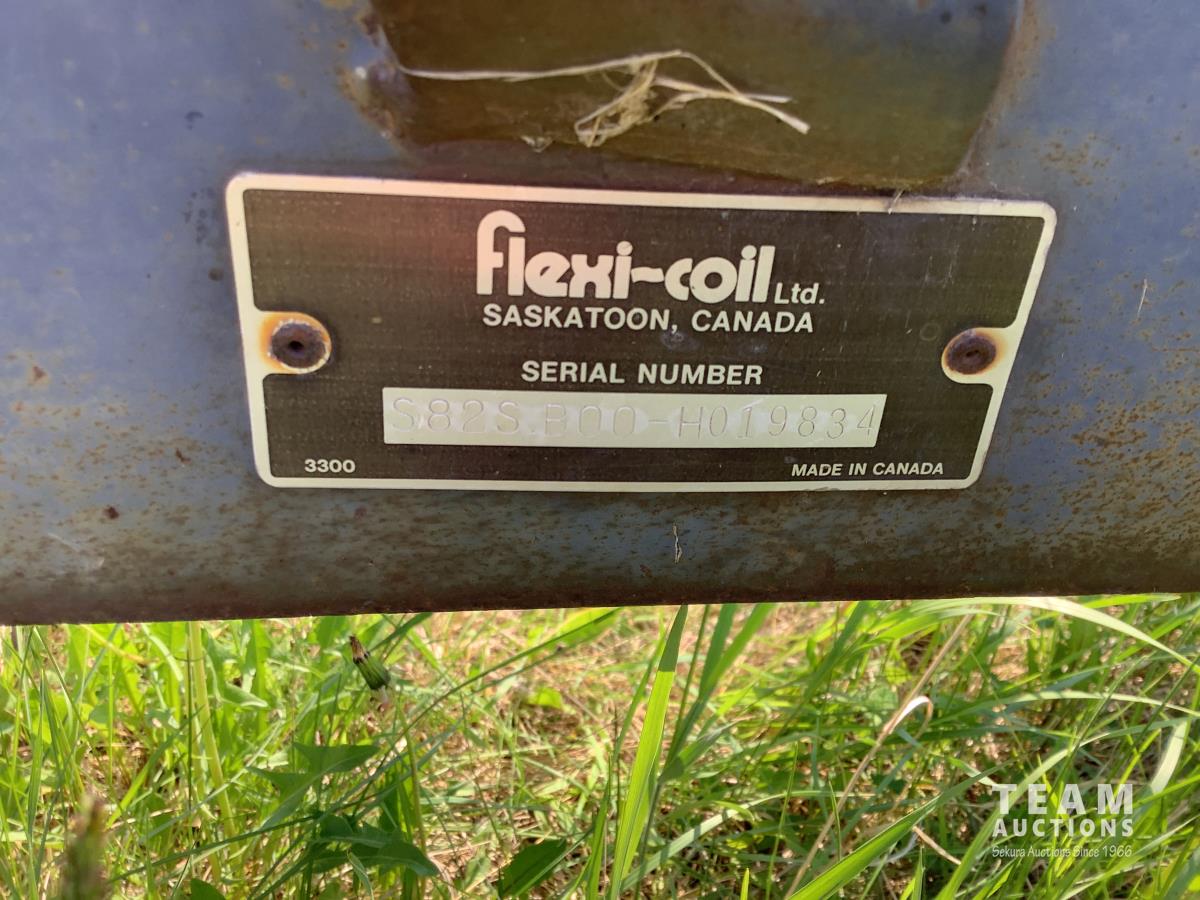 flexi-coil Ltd.
SASKATOON, CANADA
SERIAL NUMBER
S82S.B00-H019834
3300
MADE IN CANADA
TEAM
AUCTIONS
Sekura Auctions Since 1966